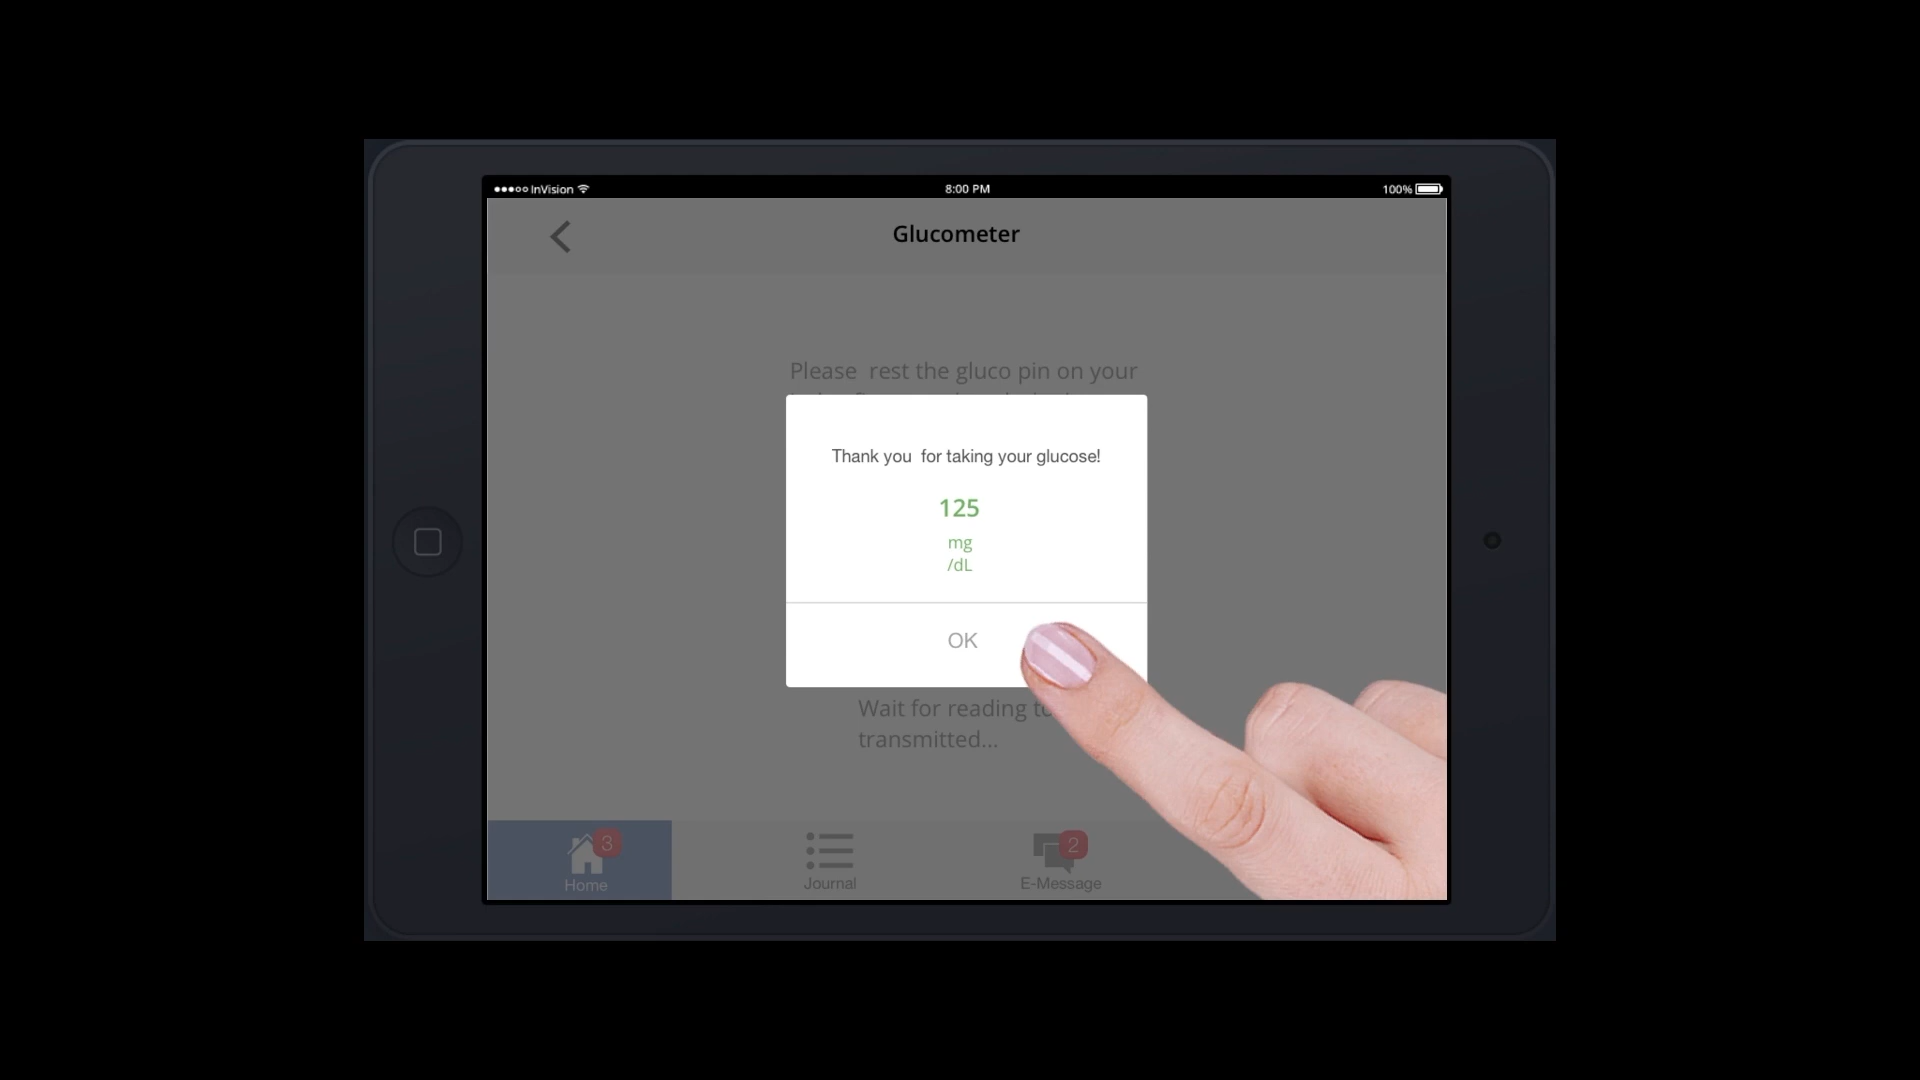 InVision
8:00 PM
100%
Glucometer
Please  rest the gluco pin on your
Thank you  for taking your glucose!
125
mg
/dL
OK
Wait for reading
transmitted...
3
Home
Journal
2
E-Message